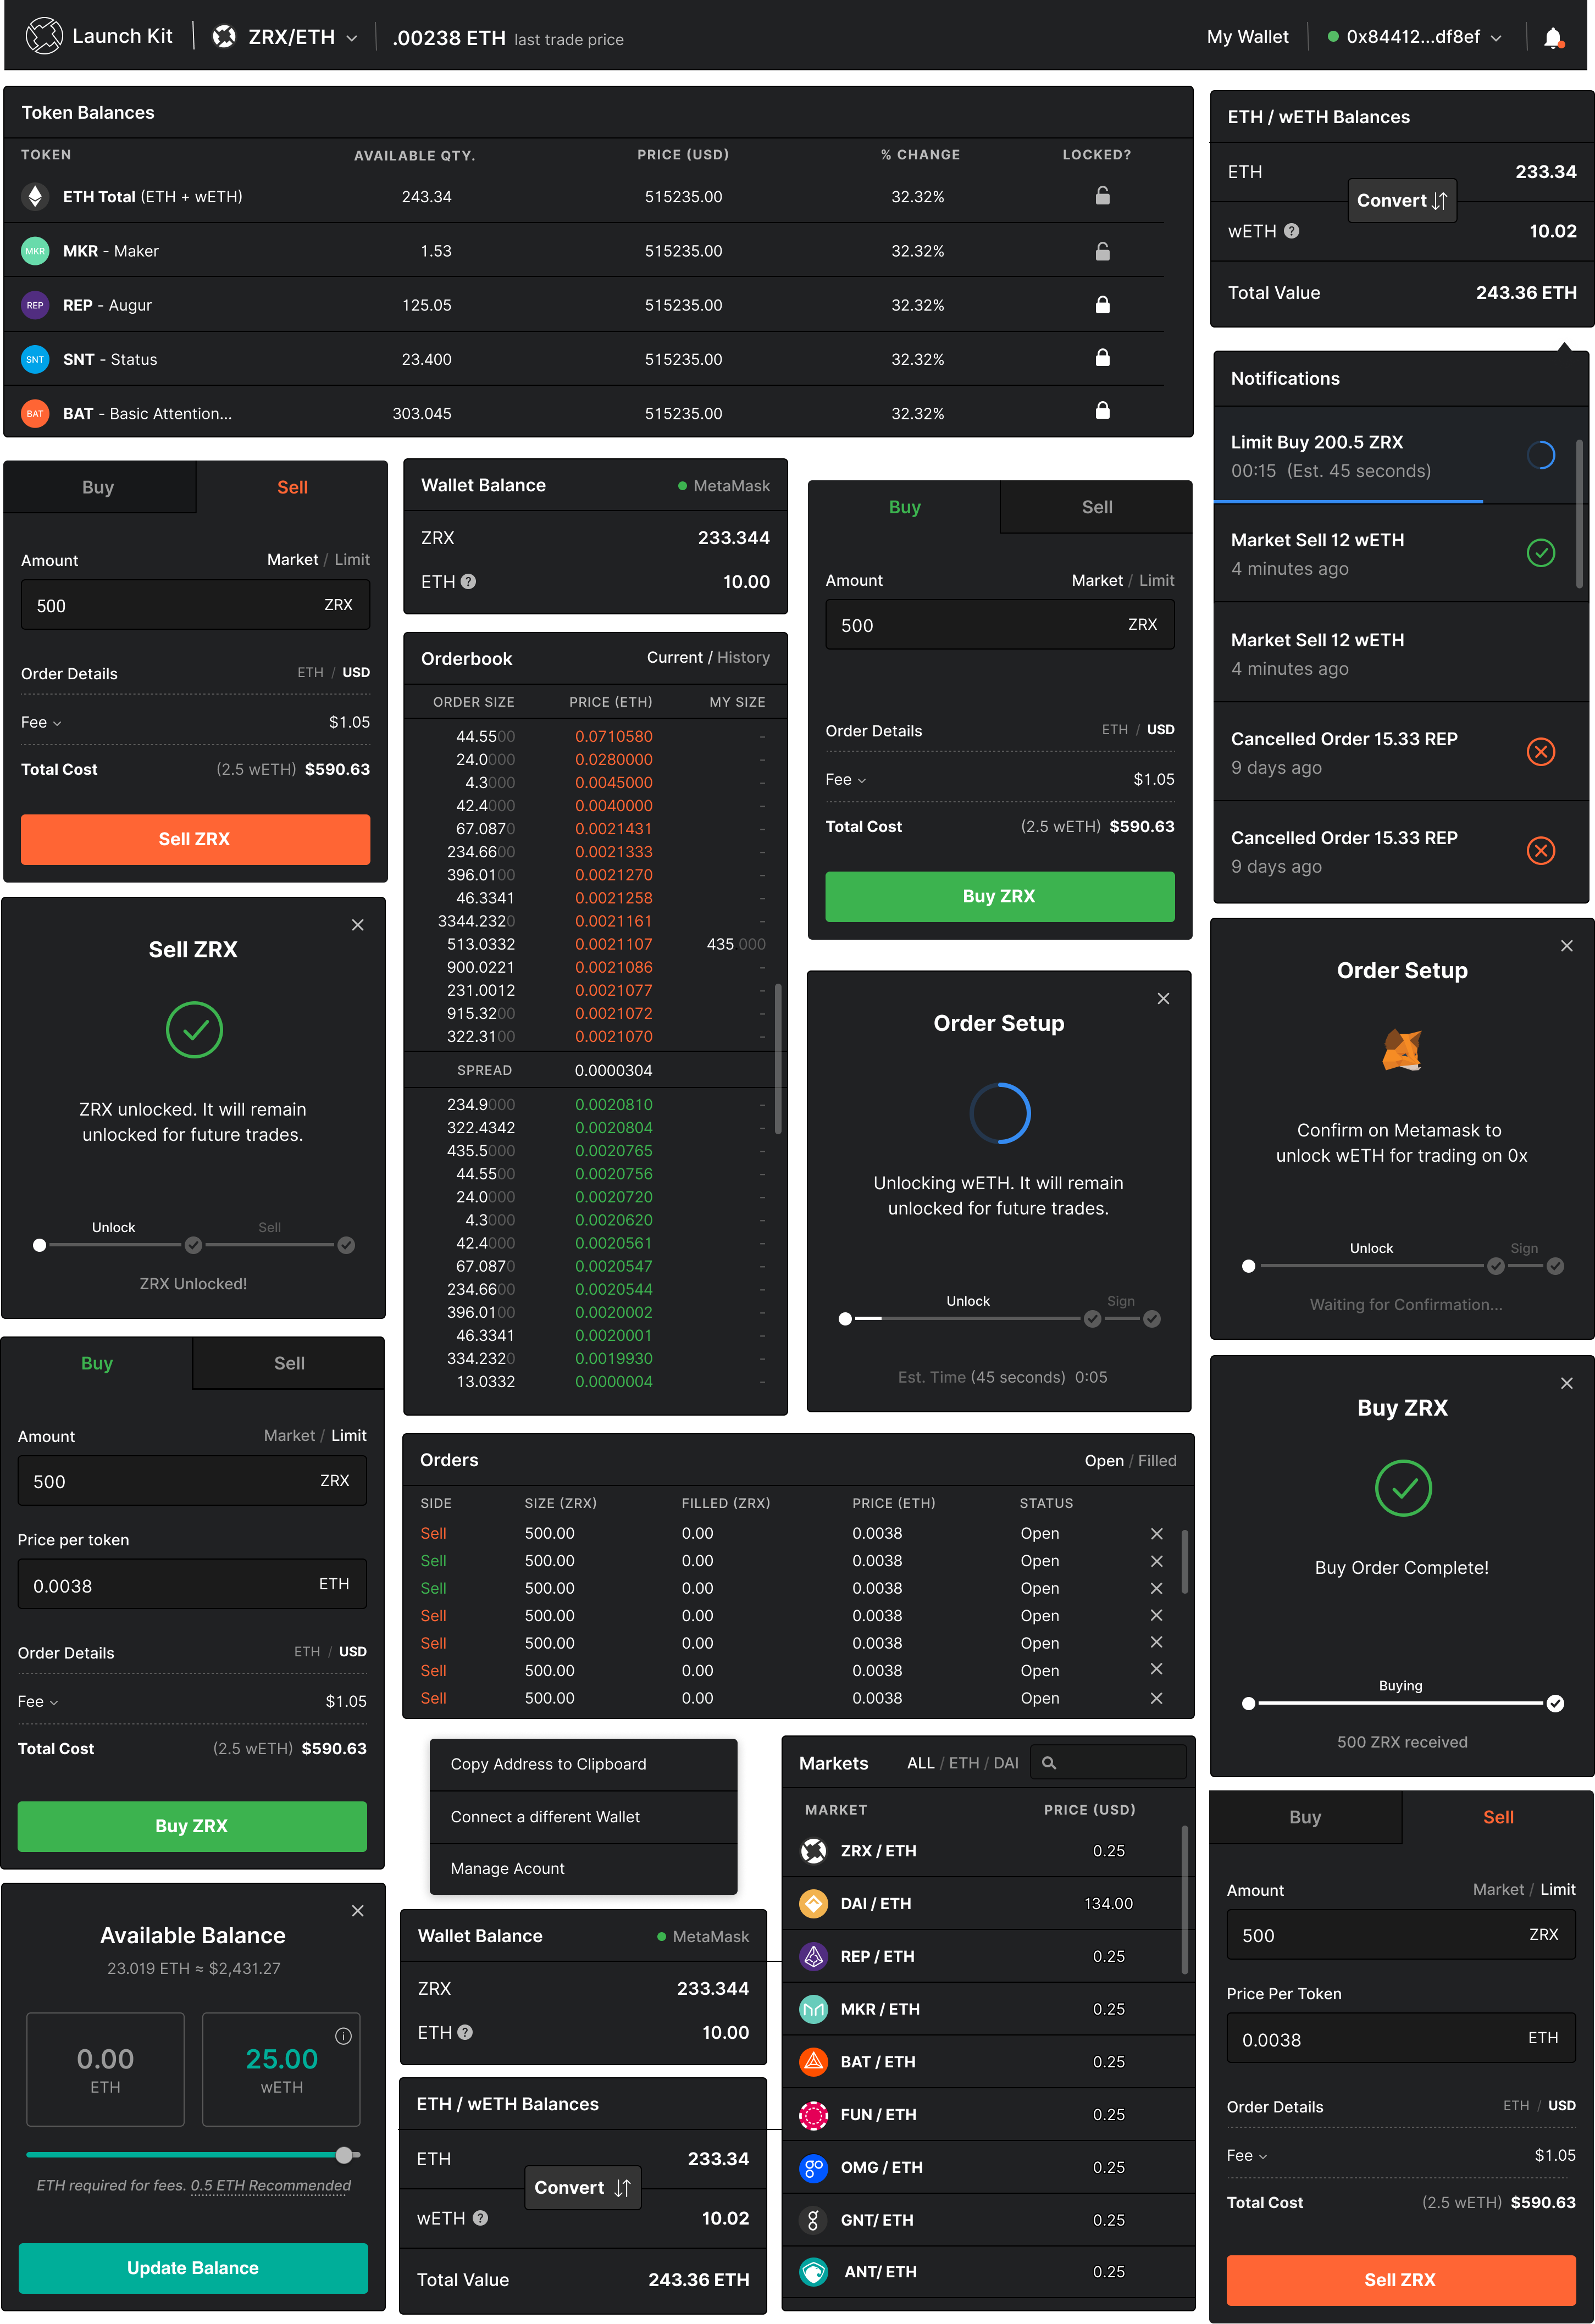 Launch Kit ZRX/ETH .00238 ETH last trade price My Wallet 0x84412...df8ef
Token Balances
TOKEN AVAILABLE QTY. PRICE (USD) % CHANGE LOCKED?
ETH Total (ETH + wETH) 243.34 515235.00 32.32%
MKR MKR - Maker 1.53 515235.00 32.32%
REP REP - Augur 125.05 515235.00 32.32%
SNT SNT - Status 23.400 515235.00 32.32%
BAT BAT - Basic Attention... 303.045 515235.00 32.32%
ETH / wETH Balances
ETH 233.34
Convert
wETH ? 10.02
Total Value 243.36 ETH
Notifications
Limit Buy 200.5 ZRX
00:15 (Est. 45 seconds)
Market Sell 12 wETH
4 minutes ago
Market Sell 12 wETH
4 minutes ago
Cancelled Order 15.33 REP
9 days ago
Cancelled Order 15.33 REP
9 days ago
Buy Sell
Amount Market / Limit
500 ZRX
Order Details ETH / USD
Fee $1.05
Total Cost (2.5 wETH) $590.63
Sell ZRX
Wallet Balance MetaMask
ZRX 233.344
ETH ? 10.00
Orderbook Current / History
ORDER SIZE PRICE (ETH) MY SIZE
44.5500 0.0710580 -
24.0000 0.0280000 -
4.3000 0.0045000 -
42.4000 0.0040000 -
67.0870 0.0021431 -
234.6600 0.0021333 -
396.0100 0.0021270 -
46.3341 0.0021258 -
3344.2320 0.0021161 -
513.0332 0.0021107 435 000
900.0221 0.0021086 -
231.0012 0.0021077 -
915.3200 0.0021072 -
322.3100 0.0021070 -
SPREAD 0.0000304
234.9000 0.0020810 -
322.4342 0.0020804 -
435.5000 0.0020765 -
44.5500 0.0020756 -
24.0000 0.0020720 -
4.3000 0.0020620 -
42.4000 0.0020561 -
67.0870 0.0020547 -
234.6600 0.0020544 -
396.0100 0.0020002 -
46.3341 0.0020001 -
334.2320 0.0019930 -
13.0332 0.0000004 -
Buy Sell
Amount Market / Limit
500 ZRX
Order Details ETH / USD
Fee $1.05
Total Cost (2.5 wETH) $590.63
Buy ZRX
Sell ZRX
ZRX unlocked. It will remain
unlocked for future trades.
Unlock Sell
ZRX Unlocked!
Order Setup
Unlocking wETH. It will remain
unlocked for future trades.
Unlock Sign
Est. Time (45 seconds) 0:05
Order Setup
Confirm on Metamask to
unlock wETH for trading on 0x
Unlock Sign
Waiting for Confirmation...
Buy Sell
Amount Market / Limit
500 ZRX
Price per token
0.0038 ETH
Order Details ETH / USD
Fee $1.05
Total Cost (2.5 wETH) $590.63
Buy ZRX
Orders Open / Filled
SIDE SIZE (ZRX) FILLED (ZRX) PRICE (ETH) STATUS
Sell 500.00 0.00 0.0038 Open
Sell 500.00 0.00 0.0038 Open
Sell 500.00 0.00 0.0038 Open
Sell 500.00 0.00 0.0038 Open
Sell 500.00 0.00 0.0038 Open
Sell 500.00 0.00 0.0038 Open
Sell 500.00 0.00 0.0038 Open
Buy ZRX
Buy Order Complete!
Buying
500 ZRX received
Copy Address to Clipboard
Connect a different Wallet
Manage Acount
Markets ALL / ETH / DAI
MARKET PRICE (USD)
ZRX / ETH 0.25
DAI / ETH 134.00
REP / ETH 0.25
MKR / ETH 0.25
BAT / ETH 0.25
FUN / ETH 0.25
OMG / ETH 0.25
GNT/ ETH 0.25
ANT/ ETH 0.25
Available Balance
23.019 ETH ≈ $2,431.27
0.00 25.00
ETH wETH
ETH required for fees. 0.5 ETH Recommended
Update Balance
Wallet Balance MetaMask
ZRX 233.344
ETH ? 10.00
ETH / wETH Balances
ETH 233.34
Convert
wETH ? 10.02
Total Value 243.36 ETH
Buy Sell
Amount Market / Limit
500 ZRX
Price Per Token
0.0038 ETH
Order Details ETH / USD
Fee $1.05
Total Cost (2.5 wETH) $590.63
Sell ZRX